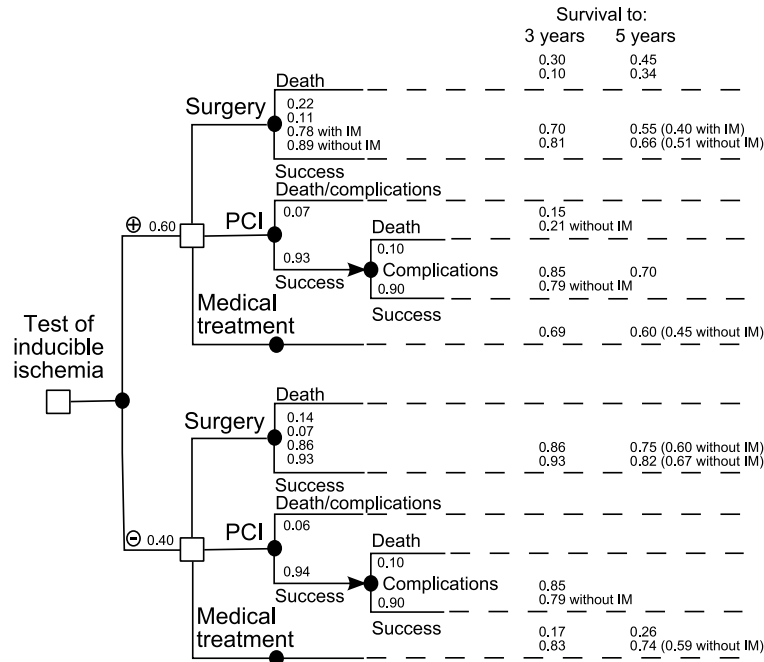 Survival to:
3 years 5 years
0.30 0.45
0.10 0.34
Death
Surgery
0.22
0.11
0.78 with IM 0.70 0.55 (0.40 with IM)
0.89 without IM 0.81 0.66 (0.51 without IM)
Success
Death/complications
⊕ 0.60
PCI 0.07 0.15
0.21 without IM
Death
0.10
0.93
Success
Complications 0.85 0.70
0.90 0.79 without IM
Success
Medical
treatment
0.69 0.60 (0.45 without IM)
Test of
inducible
ischemia
Death
Surgery
0.14
0.07
0.86 0.86 0.75 (0.60 without IM)
0.93 0.93 0.82 (0.67 without IM)
Success
Death/complications
⊖ 0.40
PCI 0.06
Death
0.10
0.94
Success
Complications 0.85
0.90 0.79 without IM
Success
Medical
treatment
0.17 0.26
0.83 0.74 (0.59 without IM)